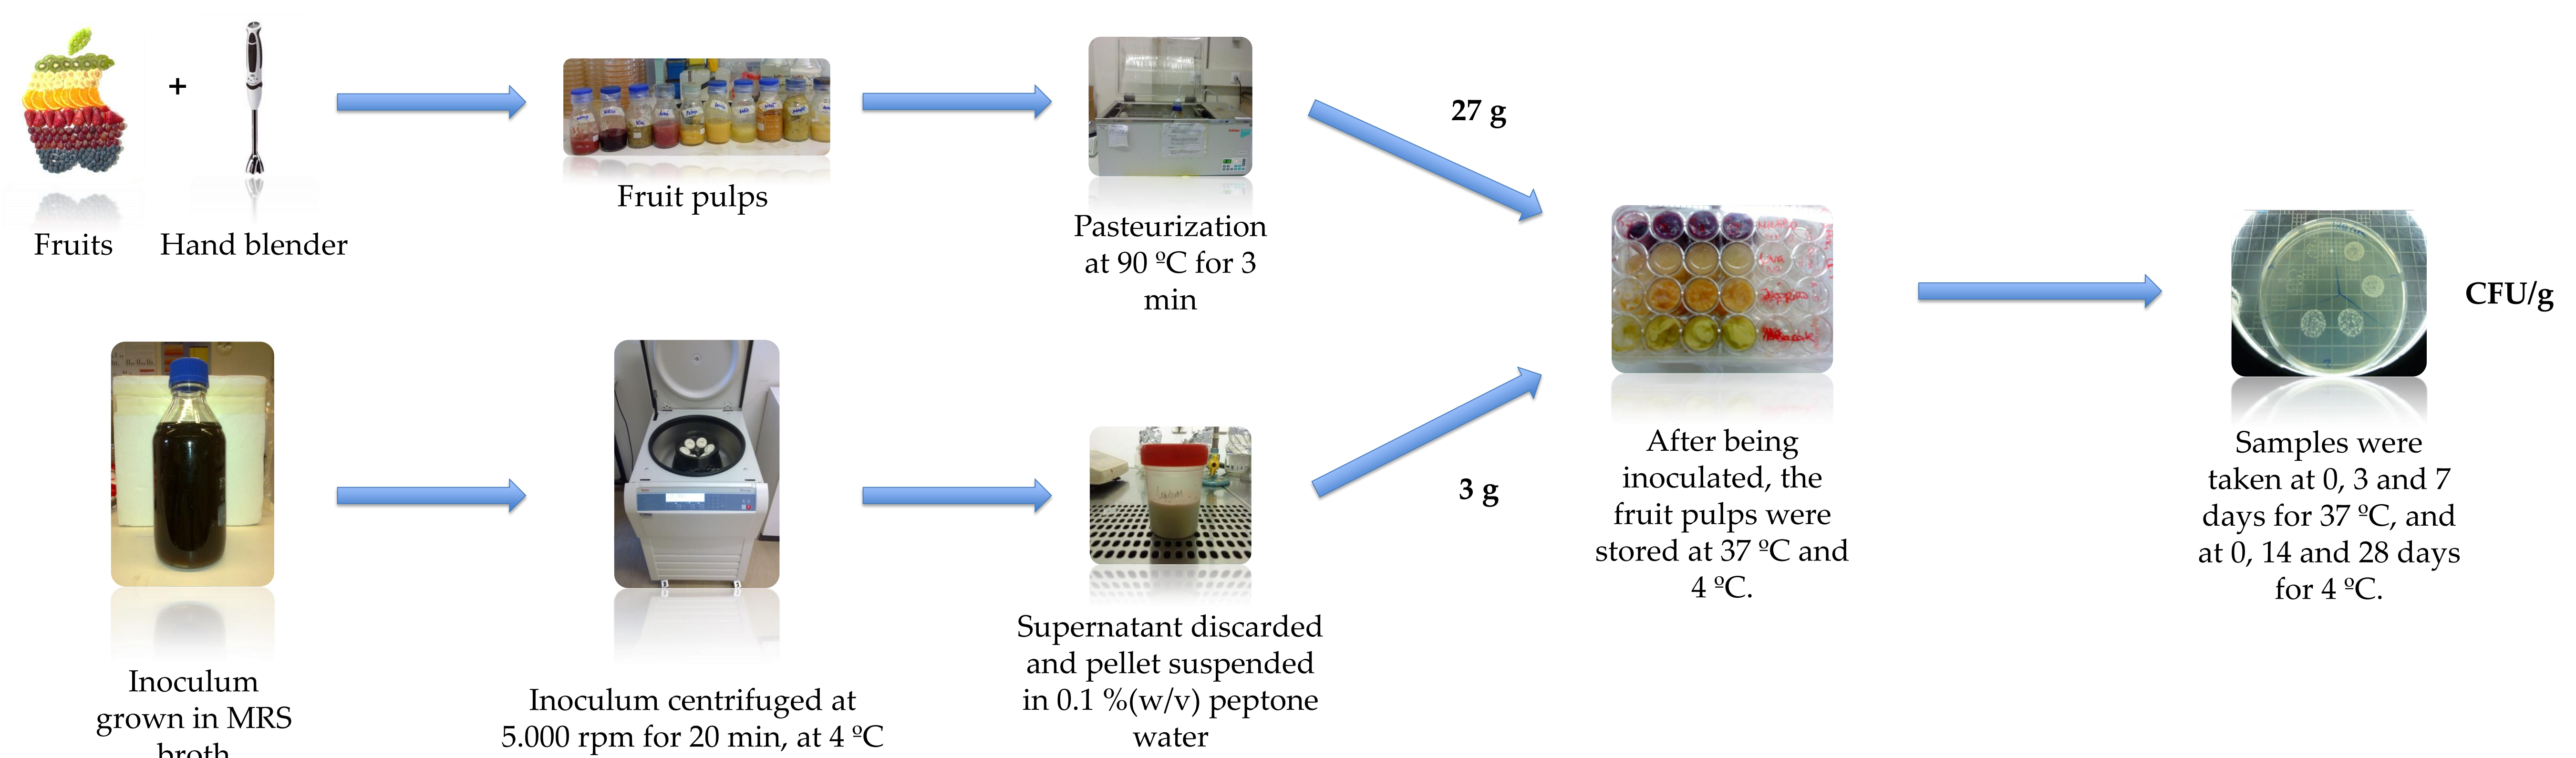 +
27 g
Fruit pulps
Fruits
Hand blender
Pasteurization
at 90 ºC for 3
min
CFU/g
After being
inoculated, the
fruit pulps were
stored at 37 ºC and
4 ºC.
Samples were
taken at 0, 3 and 7
days for 37 ºC, and
at 0, 14 and 28 days
for 4 ºC.
3 g
Inoculum
grown in MRS
broth
Inoculum centrifuged at
5.000 rpm for 20 min, at 4 ºC
Supernatant discarded
and pellet suspended
in 0.1 %(w/v) peptone
water